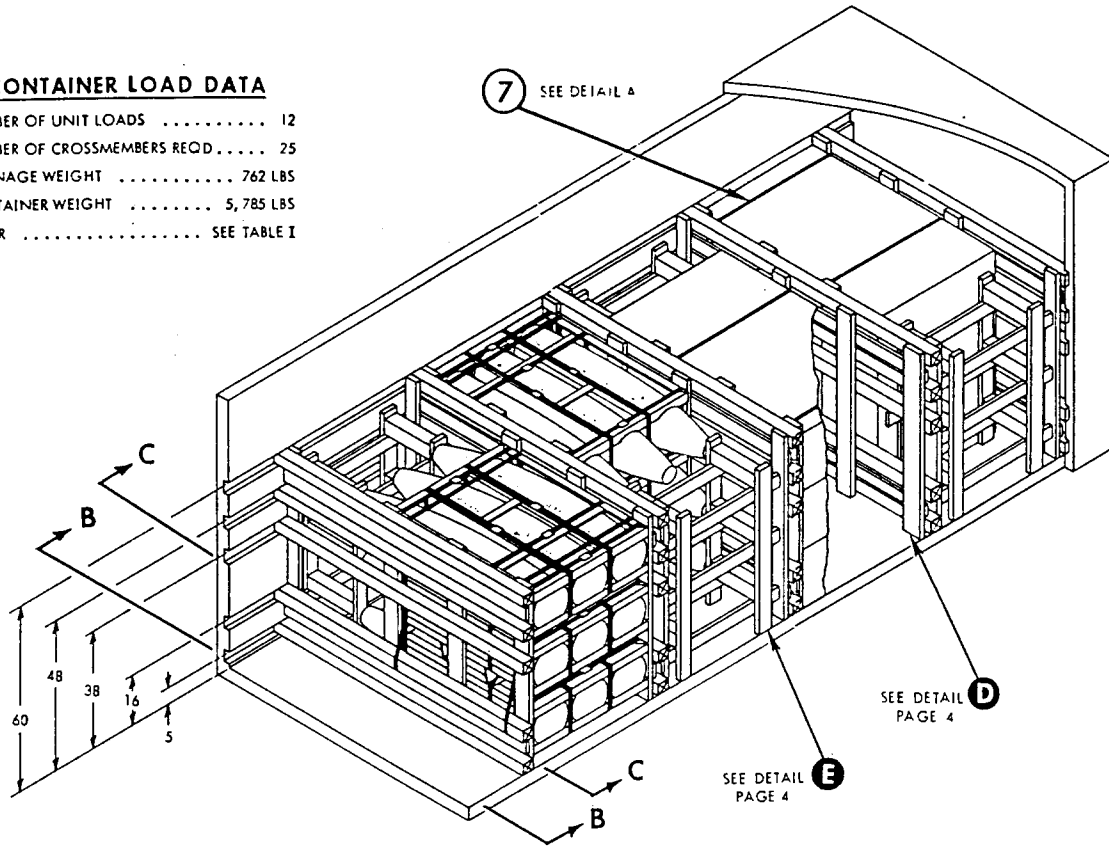 ONTAINER LOAD DATA
BER OF UNIT LOADS .......... 12
BER OF CROSSMEMBERS REQD ..... 25
NAGE WEIGHT ........... 762 LBS
TAINER WEIGHT ........ 5,785 LBS
R ................. SEE TABLE I
7 SEE DETAIL A
C
B
60
48
38
16
5
SEE DETAIL D
PAGE 4
SEE DETAIL E
PAGE 4
C
B